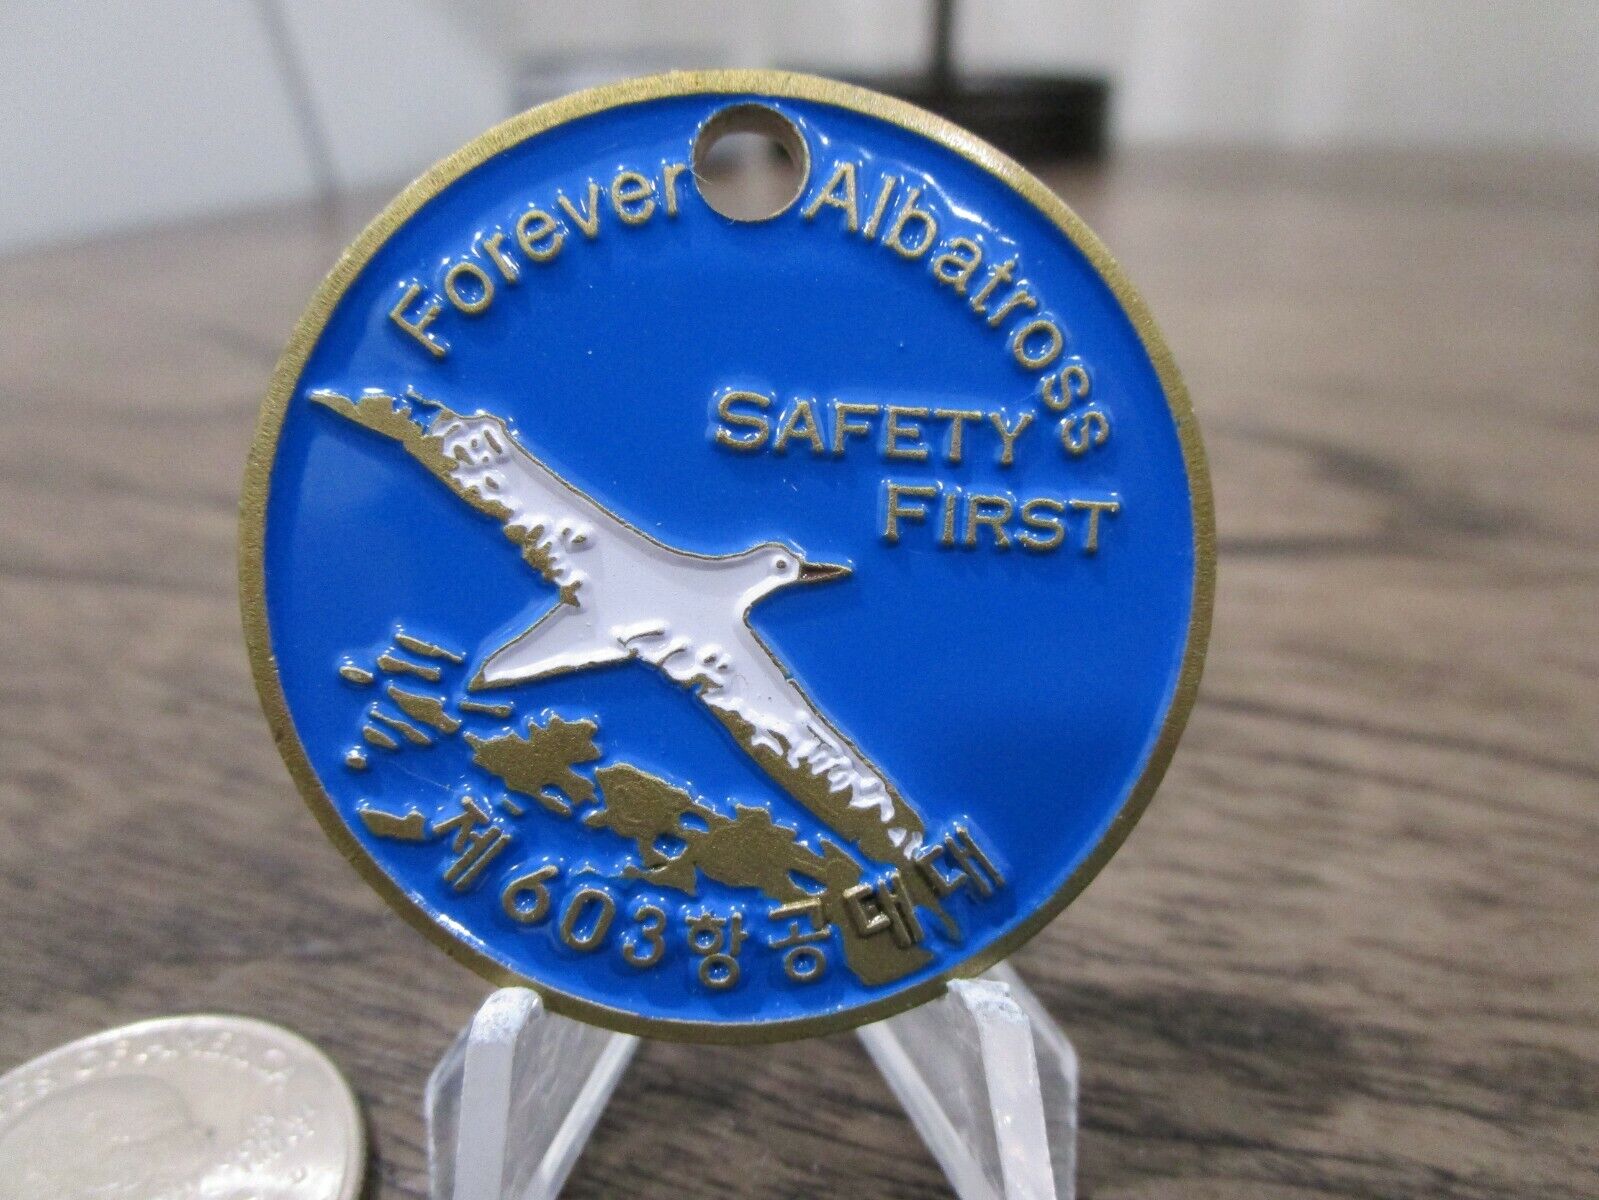 Forever Albatross
SAFETY
FIRST
제603항공대대